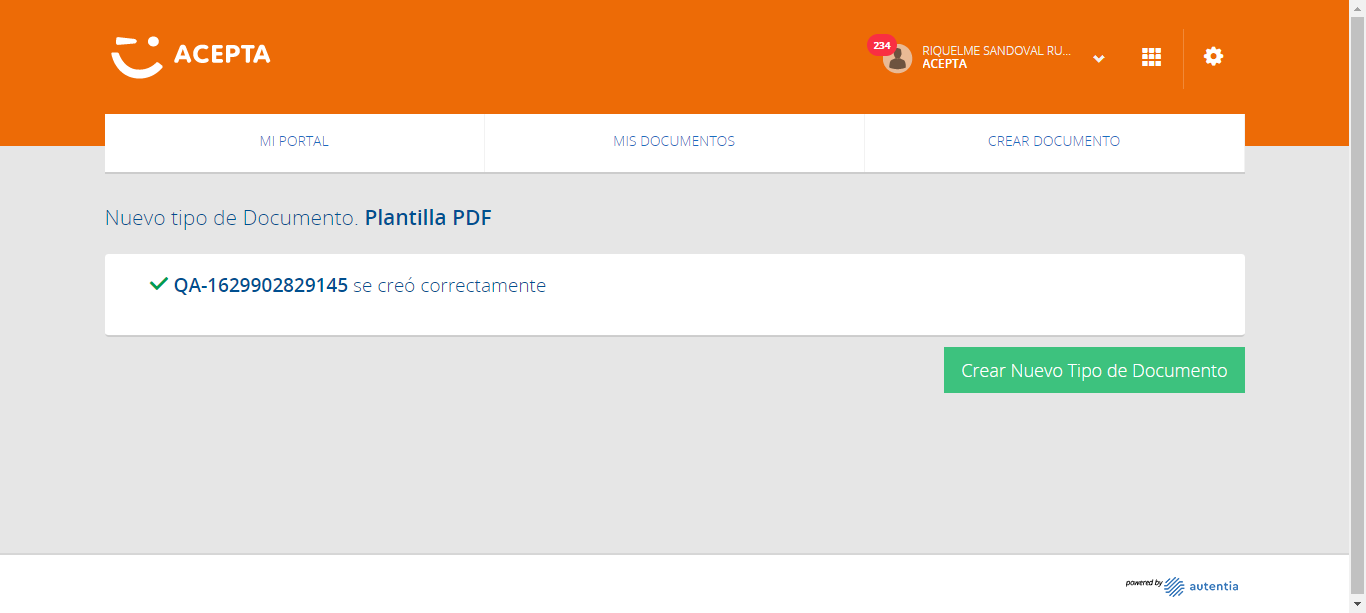 ACEPTA
234
RIQUELME SANDOVAL RU...
ACEPTA
MI PORTAL
MIS DOCUMENTOS
CREAR DOCUMENTO
Nuevo tipo de Documento. Plantilla PDF
QA-1629902829145 se creó correctamente
Crear Nuevo Tipo de Documento
powered by autentia